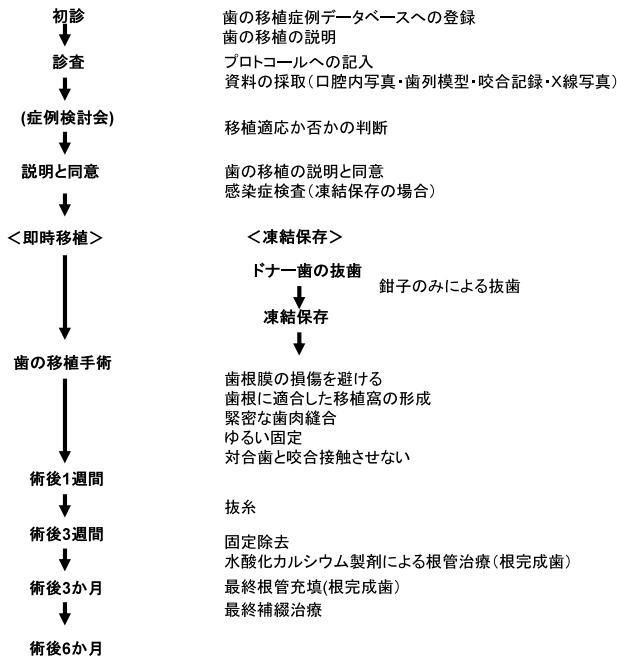 初診
歯の移植症例データベースへの登録
歯の移植の説明
診査
プロトコールへの記入
資料の採取（口腔内写真・歯列模型・咬合記録・X線写真）
(症例検討会)
移植適応か否かの判断
説明と同意
歯の移植の説明と同意
感染症検査（凍結保存の場合）
＜即時移植＞
＜凍結保存＞
ドナー歯の抜歯
鉗子のみによる抜歯
凍結保存
歯の移植手術
歯根膜の損傷を避ける
歯根に適合した移植窩の形成
緊密な歯肉縫合
ゆるい固定
対合歯と咬合接触させない
術後1週間
抜糸
術後3週間
固定除去
水酸化カルシウム製剤による根管治療（根完成歯）
術後3か月
最終根管充填(根完成歯）
最終補綴治療
術後6か月